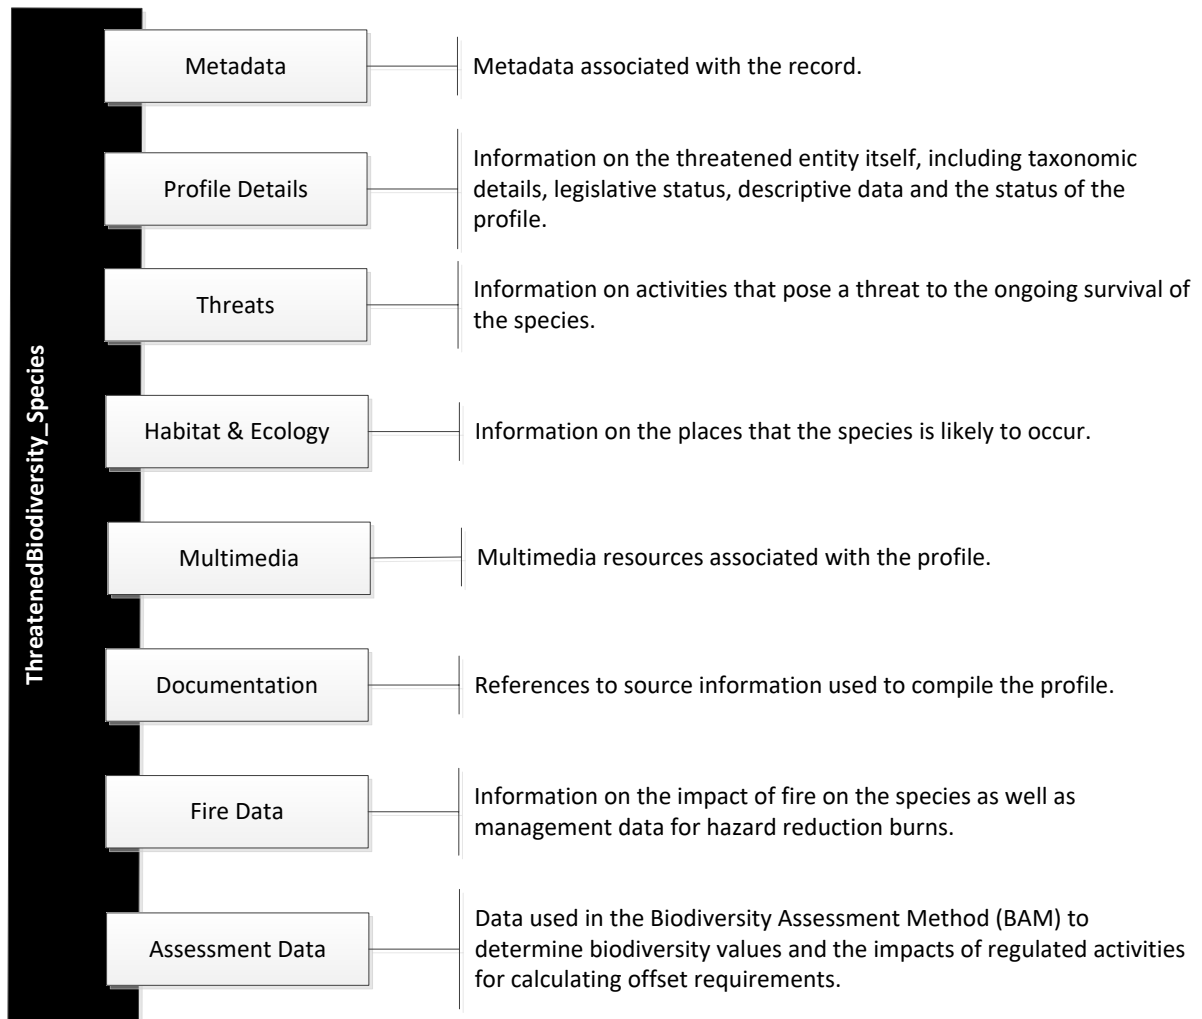 ThreatenedBiodiversity_Species
Metadata
Metadata associated with the record.
Profile Details
Information on the threatened entity itself, including taxonomic
details, legislative status, descriptive data and the status of the
profile.
Threats
Information on activities that pose a threat to the ongoing survival of
the species.
Habitat & Ecology
Information on the places that the species is likely to occur.
Multimedia
Multimedia resources associated with the profile.
Documentation
References to source information used to compile the profile.
Fire Data
Information on the impact of fire on the species as well as
management data for hazard reduction burns.
Assessment Data
Data used in the Biodiversity Assessment Method (BAM) to
determine biodiversity values and the impacts of regulated activities
for calculating offset requirements.